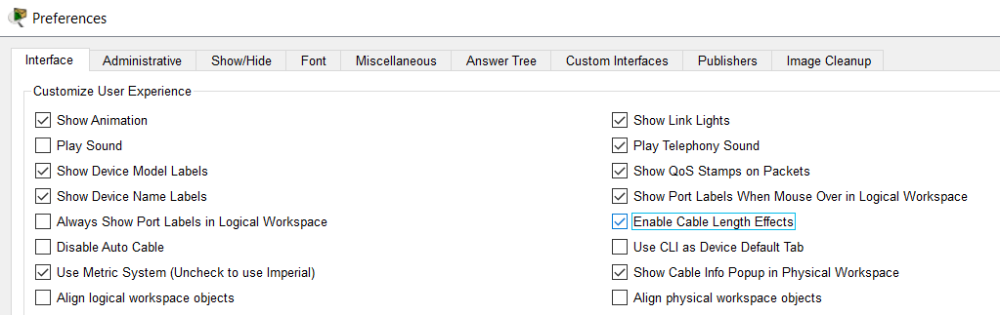 Preferences
Interface Administrative Show/Hide Font Miscellaneous Answer Tree Custom Interfaces Publishers Image Cleanup
Customize User Experience
Show Animation
Show Link Lights
Play Sound
Play Telephony Sound
Show Device Model Labels
Show QoS Stamps on Packets
Show Device Name Labels
Show Port Labels When Mouse Over in Logical Workspace
Always Show Port Labels in Logical Workspace
Enable Cable Length Effects
Disable Auto Cable
Use CLI as Device Default Tab
Use Metric System (Uncheck to use Imperial)
Show Cable Info Popup in Physical Workspace
Align logical workspace objects
Align physical workspace objects